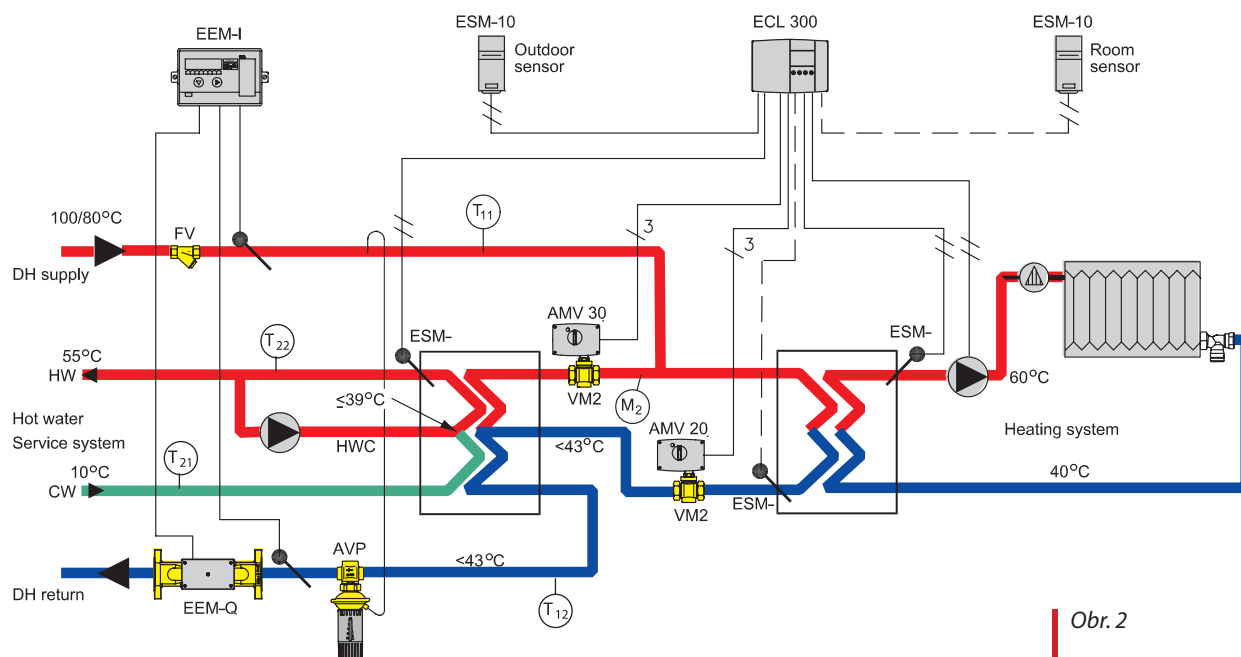 EEM-I
ESM-10
Outdoor
sensor
ECL 300
ESM-10
Room
sensor
100/80°C
FV
DH supply
T11
3
3
AMV 30
ESM-
ESM-
55°C
HW
T22
≤39°C
VM2
M2
60°C
Hot water
Service system
HWC
<43°C
AMV 20
Heating system
10°C
CW
T21
VM2
ESM-
40°C
AVP
<43°C
DH return
EEM-Q
T12
Obr. 2